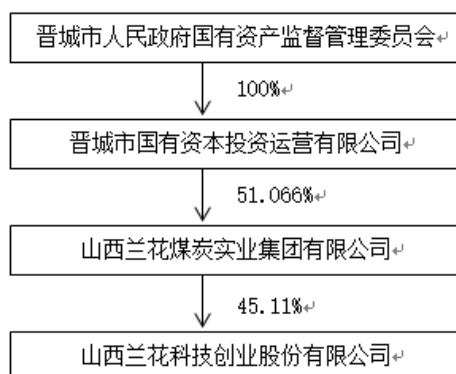 晋城市人民政府国有资产监督管理委员会
100%
晋城市国有资本投资运营有限公司
51.066%
山西兰花煤炭实业集团有限公司
45.11%
山西兰花科技创业股份有限公司